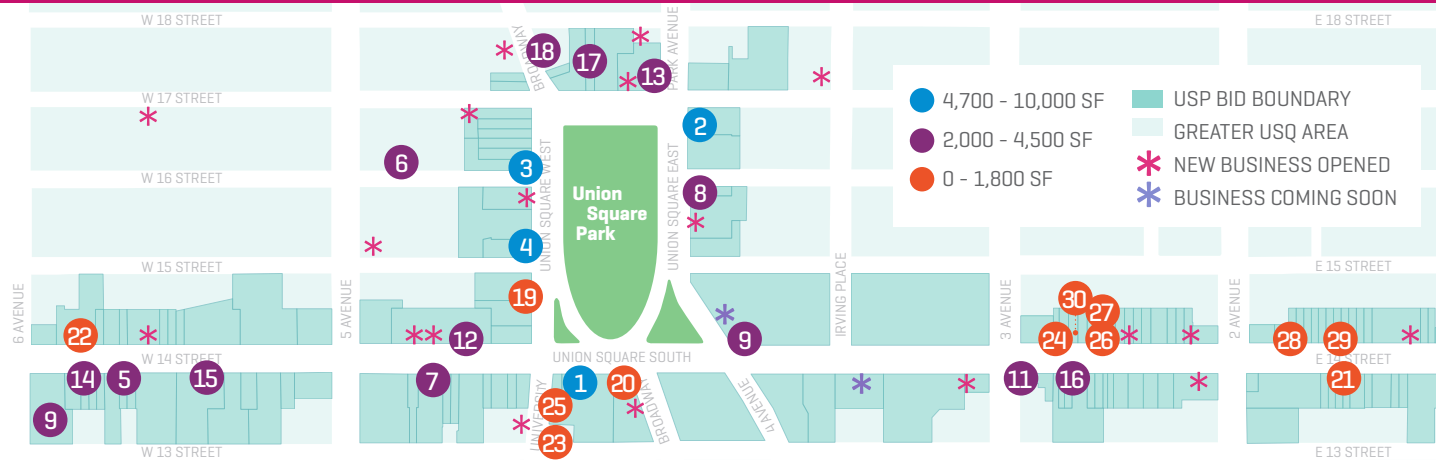 W 18 STREET
E 18 STREET
BROADWAY
PARK AVENUE
18
17
13
4,700 - 10,000 SF
2,000 - 4,500 SF
0 - 1,800 SF
USP BID BOUNDARY
GREATER USQ AREA
NEW BUSINESS OPENED
BUSINESS COMING SOON
W 17 STREET
2
6
3
UNION SQUARE WEST
Union
Square
Park
UNION SQUARE EAST
W 16 STREET
8
4
W 15 STREET
E 15 STREET
6 AVENUE
5 AVENUE
IRVING PLACE
3 AVENUE
2 AVENUE
19
30
27
22
12
9
24
26
28
29
W 14 STREET
UNION SQUARE SOUTH
E 14 STREET
14
5
15
7
1
20
11
16
21
9
25
23
UNIVERSITY
BROADWAY
4 AVENUE
W 13 STREET
E 13 STREET